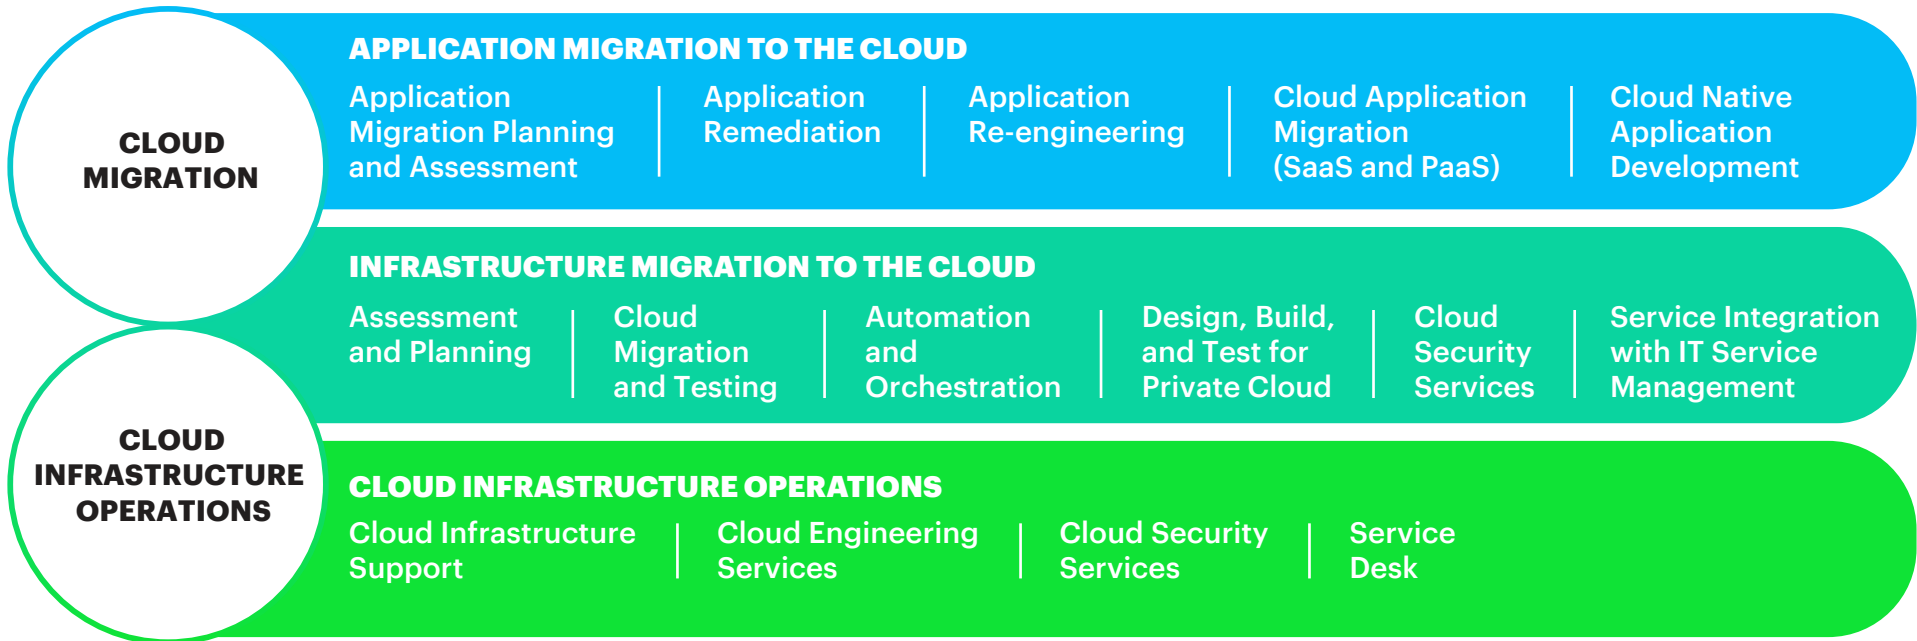 CLOUD
MIGRATION
APPLICATION MIGRATION TO THE CLOUD
Application
Migration Planning
and Assessment
Application
Remediation
Application
Re-engineering
Cloud Application
Migration
(SaaS and PaaS)
Cloud Native
Application
Development
INFRASTRUCTURE MIGRATION TO THE CLOUD
Assessment
and Planning
Cloud
Migration
and Testing
Automation
and
Orchestration
Design, Build,
and Test for
Private Cloud
Cloud
Security
Services
Service Integration
with IT Service
Management
CLOUD
INFRASTRUCTURE
OPERATIONS
CLOUD INFRASTRUCTURE OPERATIONS
Cloud Infrastructure
Support
Cloud Engineering
Services
Cloud Security
Services
Service
Desk